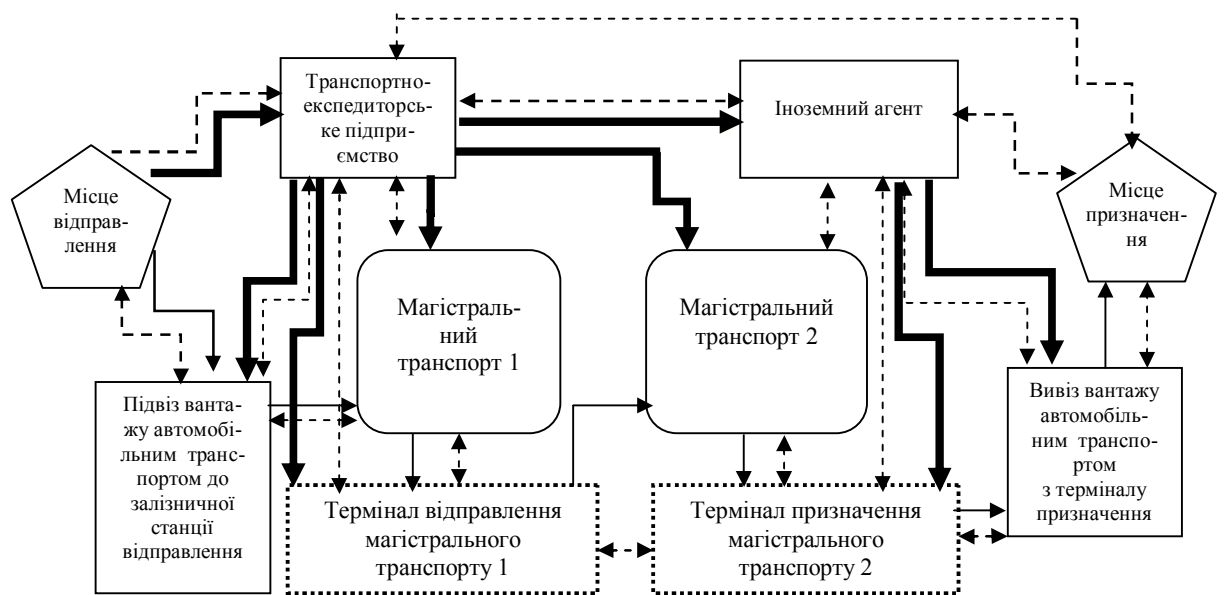 Транспортно-
експедиторсь-
ке підпри-
ємство
Іноземний агент
Місце
відправ-
лення
Місце
призначен-
ня
Магістраль-
ний
транспорт 1
Магістральний
транспорт 2
Підвіз ванта-
жу автомобі-
льним транс-
портом до
залізничної
станції
відправлення
Вивіз вантажу
автомобіль-
ним транспо-
ртом
з терміналу
призначення
Термінал відправлення
магістрального
транспорту 1
Термінал призначення
магістрального
транспорту 2